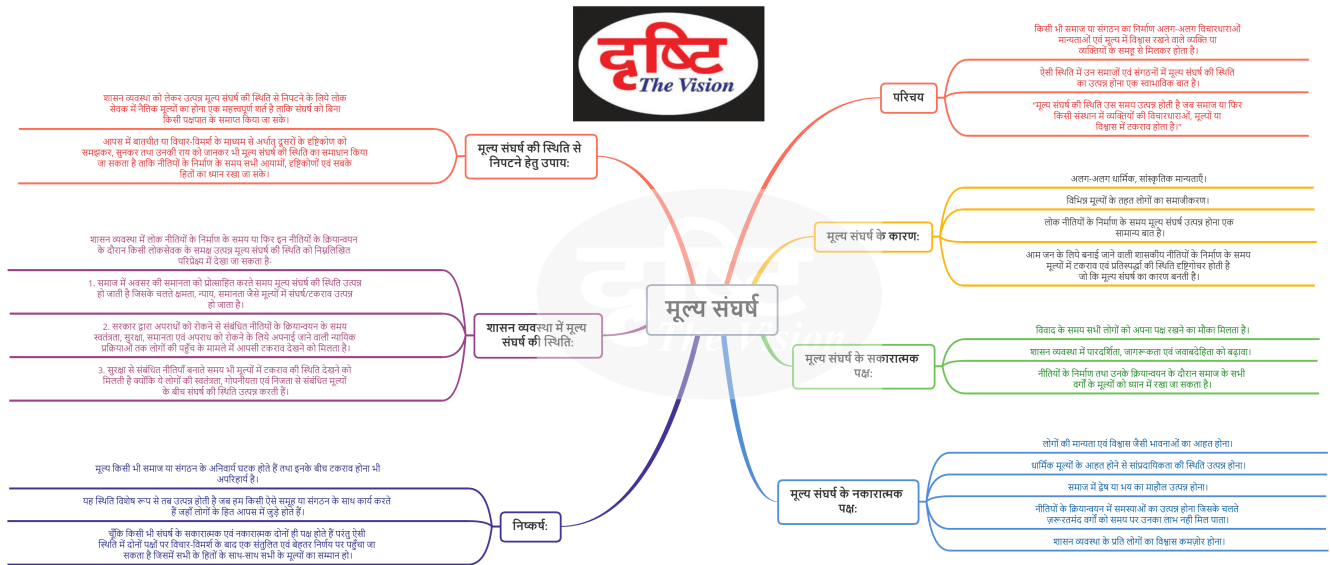 दृष्टि
The Vision
मूल्य संघर्ष
परिचय
किसी भी समाज या संगठन का निर्माण अलग-अलग विचारधाराओं
मान्यताओं एवं मूल्य में विश्वास रखने वाले व्यक्ति या
व्यक्तियों के समूह से मिलकर होता है।
ऐसी स्थिति में उन समाजों एवं संगठनों में मूल्य संघर्ष की स्थिति
का उत्पन्न होना एक स्वाभाविक बात है।
"मूल्य संघर्ष की स्थिति उस समय उत्पन्न होती है जब समाज या फिर
किसी संस्थान में व्यक्तियों की विचारधाराओं, मूल्यों या
विश्वास में टकराव होता है।"
मूल्य संघर्ष के कारण:
अलग-अलग धार्मिक, सांस्कृतिक मान्यताएँ।
विभिन्न मूल्यों के तहत लोगों का समाजीकरण।
लोक नीतियों के निर्माण के समय मूल्य संघर्ष उत्पन्न होना एक
सामान्य बात है।
आम जन के लिये बनाई जाने वाली शासकीय नीतियों के निर्माण के समय
मूल्यों में टकराव एवं प्रतिस्पर्द्धा की स्थिति दृष्टिगोचर होती है
जो कि मूल्य संघर्ष का कारण बनती है।
मूल्य संघर्ष के सकारात्मक
पक्ष:
विवाद के समय सभी लोगों को अपना पक्ष रखने का मौका मिलता है।
शासन व्यवस्था में पारदर्शिता, जागरूकता एवं जवाबदेहिता को बढ़ावा।
नीतियों के निर्माण तथा उनके क्रियान्वयन के दौरान समाज के सभी
वर्गों के मूल्यों को ध्यान में रखा जा सकता है।
मूल्य संघर्ष के नकारात्मक
पक्ष:
लोगों की मान्यता एवं विश्वास जैसी भावनाओं का आहत होना।
धार्मिक मूल्यों के आहत होने से सांप्रदायिकता की स्थिति उत्पन्न होना।
समाज में द्वेष या भय का माहौल उत्पन्न होना।
नीतियों के क्रियान्वयन में समस्याओं का उत्पन्न होना जिसके चलते
ज़रूरतमंद वर्गों को समय पर उनका लाभ नही मिल पाता।
शासन व्यवस्था के प्रति लोगों का विश्वास कमज़ोर होना।
मूल्य संघर्ष की स्थिति से
निपटने हेतु उपाय:
शासन व्यवस्था को लेकर उत्पन्न मूल्य संघर्ष की स्थिति से निपटने के लिये लोक
सेवक में नैतिक मूल्यों का होना एक महत्त्वपूर्ण शर्त है ताकि संघर्ष को बिना
किसी पक्षपात के समाप्त किया जा सके।
आपस में बातचीत या विचार-विमर्श के माध्यम से अर्थात् दूसरों के दृष्टिकोण को
समझकर, सुनकर तथा उनकी राय को जानकर भी मूल्य संघर्ष की स्थिति का समाधान किया
जा सकता है ताकि नीतियों के निर्माण के समय सभी आयामों, दृष्टिकोणों एवं सबके
हितों का ध्यान रखा जा सके।
शासन व्यवस्था में मूल्य
संघर्ष की स्थिति:
शासन व्यवस्था में लोक नीतियों के निर्माण के समय या फिर इन नीतियों के क्रियान्वयन
के दौरान किसी लोकसेवक के समक्ष उत्पन्न मूल्य संघर्ष की स्थिति को निम्नलिखित
परिप्रेक्ष्य में देखा जा सकता है-
1. समाज में अवसर की समानता को प्रोत्साहित करते समय मूल्य संघर्ष की स्थिति उत्पन्न
हो जाती है जिसके चलते क्षमता, न्याय, समानता जैसे मूल्यों में संघर्ष/टकराव उत्पन्न
हो जाता है।
2. सरकार द्वारा अपराधों को रोकने से संबंधित नीतियों के क्रियान्वयन के समय
स्वतंत्रता, सुरक्षा, समानता एवं अपराध को रोकने के लिये अपनाई जाने वाली न्यायिक
प्रक्रियाओं तक लोगों की पहुँच के मामले में आपसी टकराव देखने को मिलता है।
3. सुरक्षा से संबंधित नीतियाँ बनाते समय भी मूल्यों में टकराव की स्थिति देखने को
मिलती है क्योंकि ये लोगों की स्वतंत्रता, गोपनीयता एवं निजता से संबंधित मूल्यों
के बीच संघर्ष की स्थिति उत्पन्न करती हैं।
निष्कर्ष:
मूल्य किसी भी समाज या संगठन के अनिवार्य घटक होते हैं तथा इनके बीच टकराव होना भी
अपरिहार्य है।
यह स्थिति विशेष रूप से तब उत्पन्न होती है जब हम किसी ऐसे समूह या संगठन के साथ कार्य करते
हैं जहाँ लोगों के हित आपस में जुड़े होते हैं।
चूँकि किसी भी संघर्ष के सकारात्मक एवं नकारात्मक दोनों ही पक्ष होते हैं परंतु ऐसी
स्थिति में दोनों पक्षों पर विचार-विमर्श के बाद एक संतुलित एवं बेहतर निर्णय पर पहुँचा जा
सकता है जिसमें सभी के हितों के साथ-साथ सभी के मूल्यों का सम्मान हो।
दृष्टि
The Vision